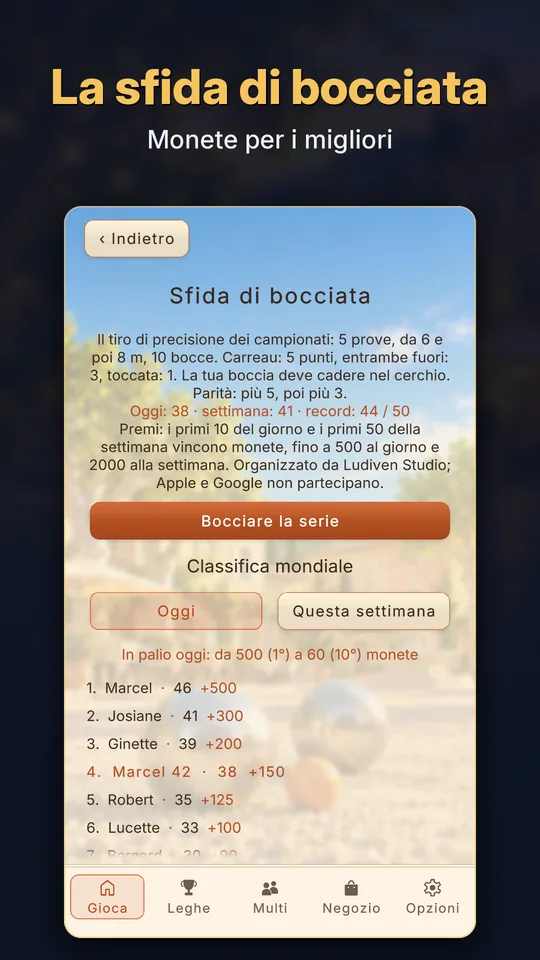 La sfida di bocciata
Monete per i migliori
‹ Indietro
Sfida di bocciata
Il tiro di precisione dei campionati: 5 prove, da 6 e
poi 8 m, 10 bocce. Carreau: 5 punti, entrambe fuori:
3, toccata: 1. La tua boccia deve cadere nel cerchio.
Parità: più 5, poi più 3.
Oggi: 38 · settimana: 41 · record: 44 / 50
Premi: i primi 10 del giorno e i primi 50 della
settimana vincono monete, fino a 500 al giorno e
2000 alla settimana. Organizzato da Ludiven Studio;
Apple e Google non partecipano.
Bocciare la serie
Classifica mondiale
Oggi Questa settimana
In palio oggi: da 500 (1°) a 60 (10°) monete
1. Marcel · 46 +500
2. Josiane · 41 +300
3. Ginette · 39 +200
4. Marcel 42 · 38 +150
5. Robert · 35 +125
6. Lucette · 33 +100
7. Bernard · 30 +90
Gioca Leghe Multi Negozio Opzioni